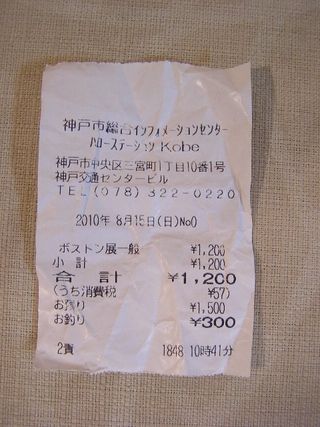 神戸市総合インフォメーションセンター
ハローステーション Kobe
神戸市中央区三宮町1丁目10番1号
神戸交通センタービル
TEL(078)322-0220
2010年 8月15日(日)No0
ボストン展一般 ¥1,200
小 計 ¥1,200
合 計 ¥1,200
(うち消費税 ¥57)
お預り ¥1,500
お釣り ¥300
2責 1848 10時41分